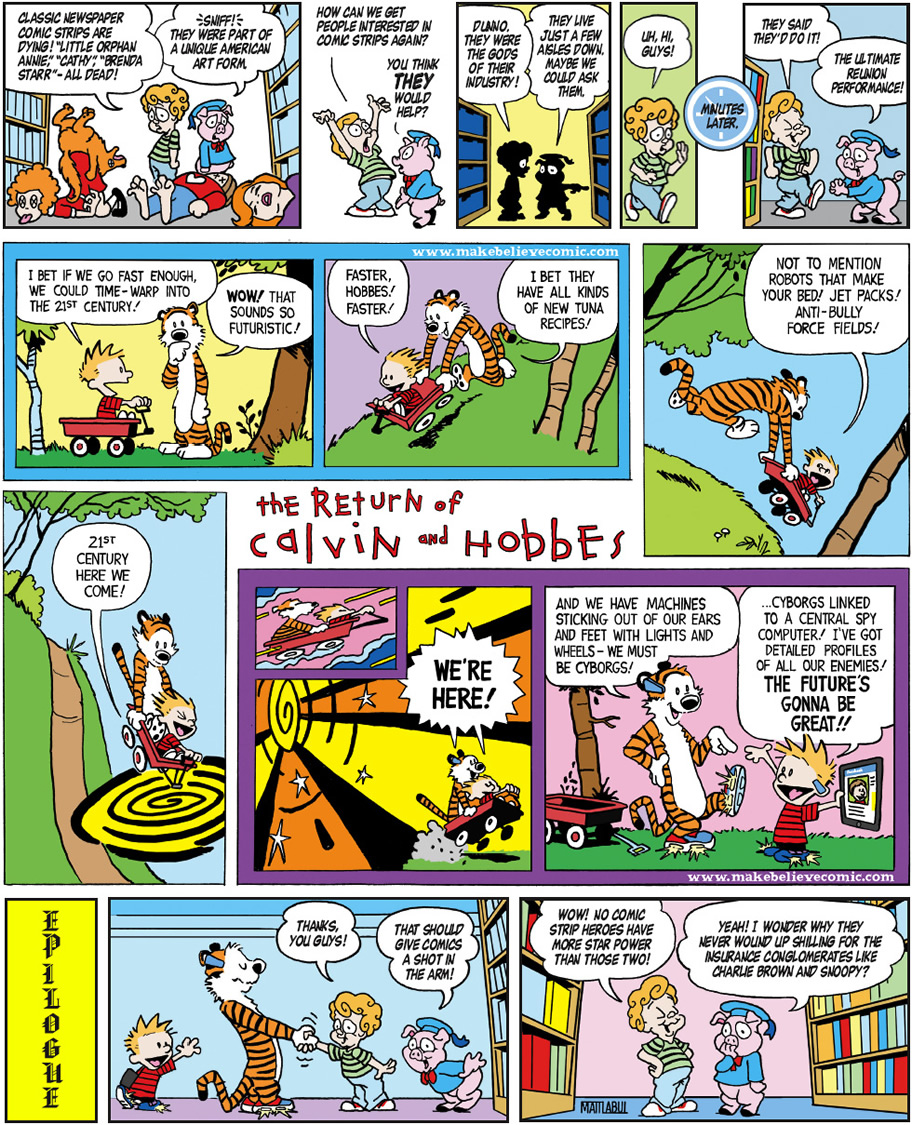 CLASSIC NEWSPAPER
COMIC STRIPS ARE
DYING! "LITTLE ORPHAN
ANNIE," "CATHY," "BRENDA
STARR"- ALL DEAD!
~SNIFF!~
THEY WERE PART OF
A UNIQUE AMERICAN
ART FORM.
HOW CAN WE GET
PEOPLE INTERESTED IN
COMIC STRIPS AGAIN?
YOU THINK
THEY
WOULD
HELP?
DUNNO.
THEY WERE
THE GODS
OF THEIR
INDUSTRY!
THEY LIVE
JUST A FEW
AISLES DOWN.
MAYBE WE
COULD ASK
THEM.
UH, HI,
GUYS!
MINUTES
LATER.
THEY SAID
THEY'D DO IT!
THE ULTIMATE
REUNION
PERFORMANCE!
www.makebelievecomic.com
I BET IF WE GO FAST ENOUGH,
WE COULD TIME-WARP INTO
THE 21ST CENTURY!
WOW! THAT
SOUNDS SO
FUTURISTIC!
FASTER,
HOBBES!
FASTER!
I BET THEY
HAVE ALL KINDS
OF NEW TUNA
RECIPES!
NOT TO MENTION
ROBOTS THAT MAKE
YOUR BED! JET PACKS!
ANTI-BULLY
FORCE FIELDS!
the RETURN of
CalviN and HOBBES
21ST
CENTURY
HERE WE
COME!
WE'RE
HERE!
AND WE HAVE MACHINES
STICKING OUT OF OUR EARS
AND FEET WITH LIGHTS AND
WHEELS - WE MUST
BE CYBORGS!
...CYBORGS LINKED
TO A CENTRAL SPY
COMPUTER! I'VE GOT
DETAILED PROFILES
OF ALL OUR ENEMIES!
THE FUTURE'S
GONNA BE
GREAT!!
www.makebelievecomic.com
EPILOGUE
THANKS,
YOU GUYS!
THAT SHOULD
GIVE COMICS
A SHOT IN
THE ARM!
WOW! NO COMIC
STRIP HEROES HAVE
MORE STAR POWER
THAN THOSE TWO!
YEAH! I WONDER WHY THEY
NEVER WOUND UP SHILLING FOR THE
INSURANCE CONGLOMERATES LIKE
CHARLIE BROWN AND SNOOPY?